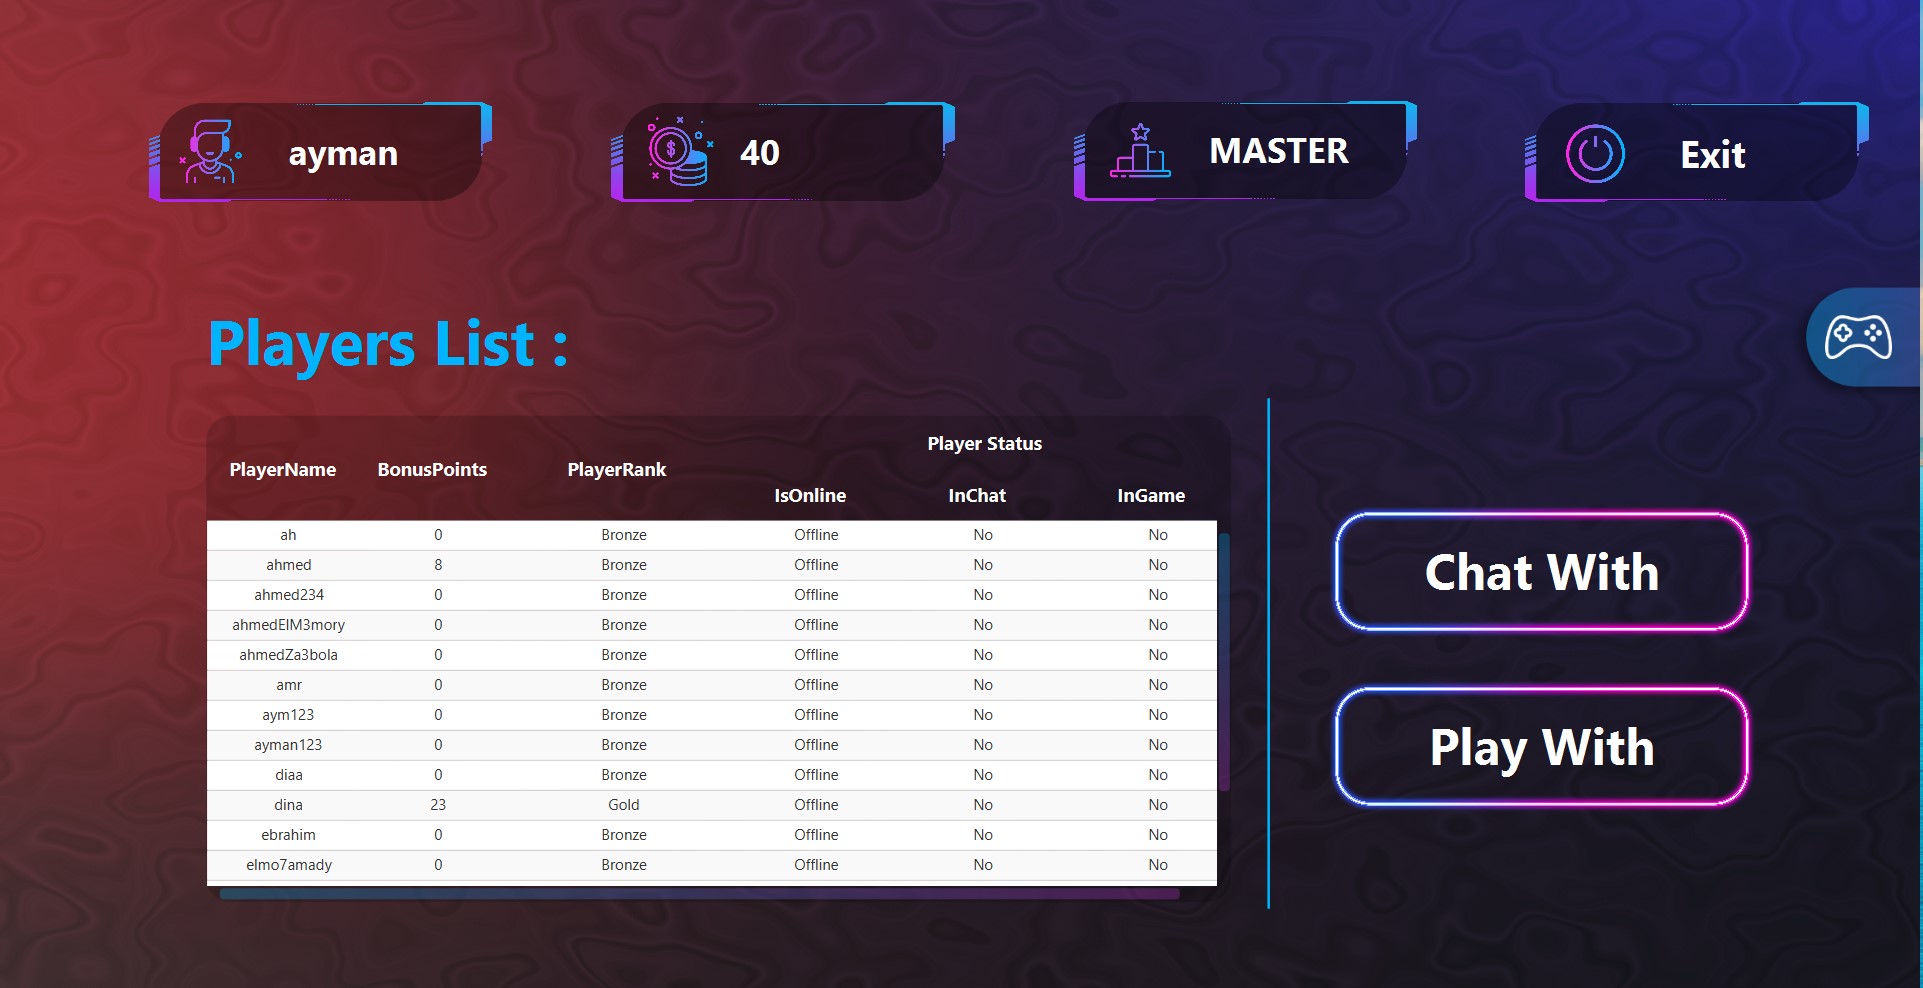 ayman 40 MASTER Exit
Players List :
Player Status
PlayerName BonusPoints PlayerRank
IsOnline InChat InGame
ah 0 Bronze Offline No No
ahmed 8 Bronze Offline No No
ahmed234 0 Bronze Offline No No
ahmedElM3mory 0 Bronze Offline No No
ahmedZa3bola 0 Bronze Offline No No
amr 0 Bronze Offline No No
aym123 0 Bronze Offline No No
ayman123 0 Bronze Offline No No
diaa 0 Bronze Offline No No
dina 23 Gold Offline No No
ebrahim 0 Bronze Offline No No
elmo7amady 0 Bronze Offline No No
Chat With
Play With